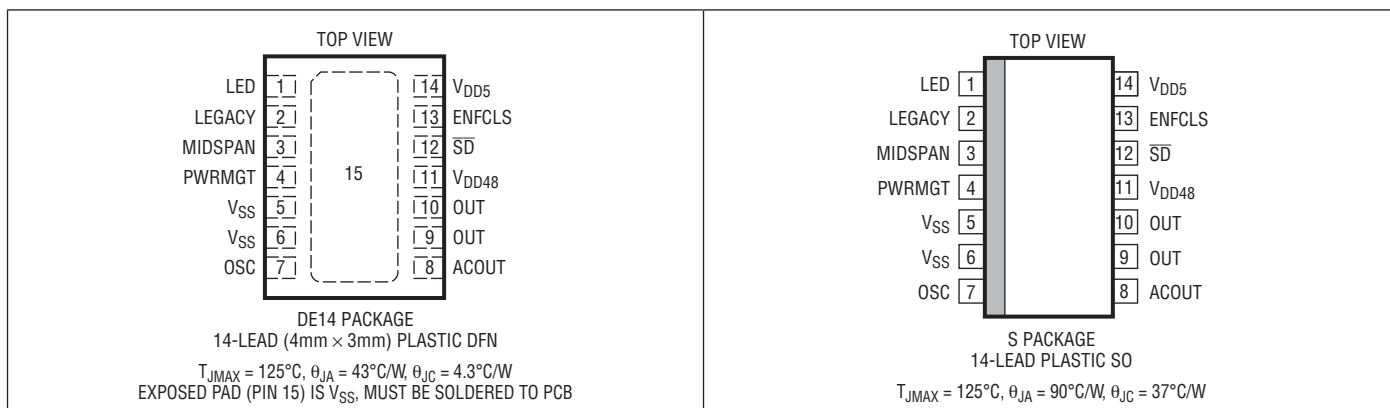 TOP VIEW
LED 1
LEGACY 2
MIDSPAN 3
PWRMGT 4
VSS 5
VSS 6
OSC 7
15
14 VDD5
13 ENFCLS
12 S̅D̅
11 VDD48
10 OUT
9 OUT
8 ACOUT
DE14 PACKAGE
14-LEAD (4mm × 3mm) PLASTIC DFN
TJMAX = 125°C, θJA = 43°C/W, θJC = 4.3°C/W
EXPOSED PAD (PIN 15) IS VSS, MUST BE SOLDERED TO PCB
TOP VIEW
LED 1
LEGACY 2
MIDSPAN 3
PWRMGT 4
VSS 5
VSS 6
OSC 7
14 VDD5
13 ENFCLS
12 S̅D̅
11 VDD48
10 OUT
9 OUT
8 ACOUT
S PACKAGE
14-LEAD PLASTIC SO
TJMAX = 125°C, θJA = 90°C/W, θJC = 37°C/W